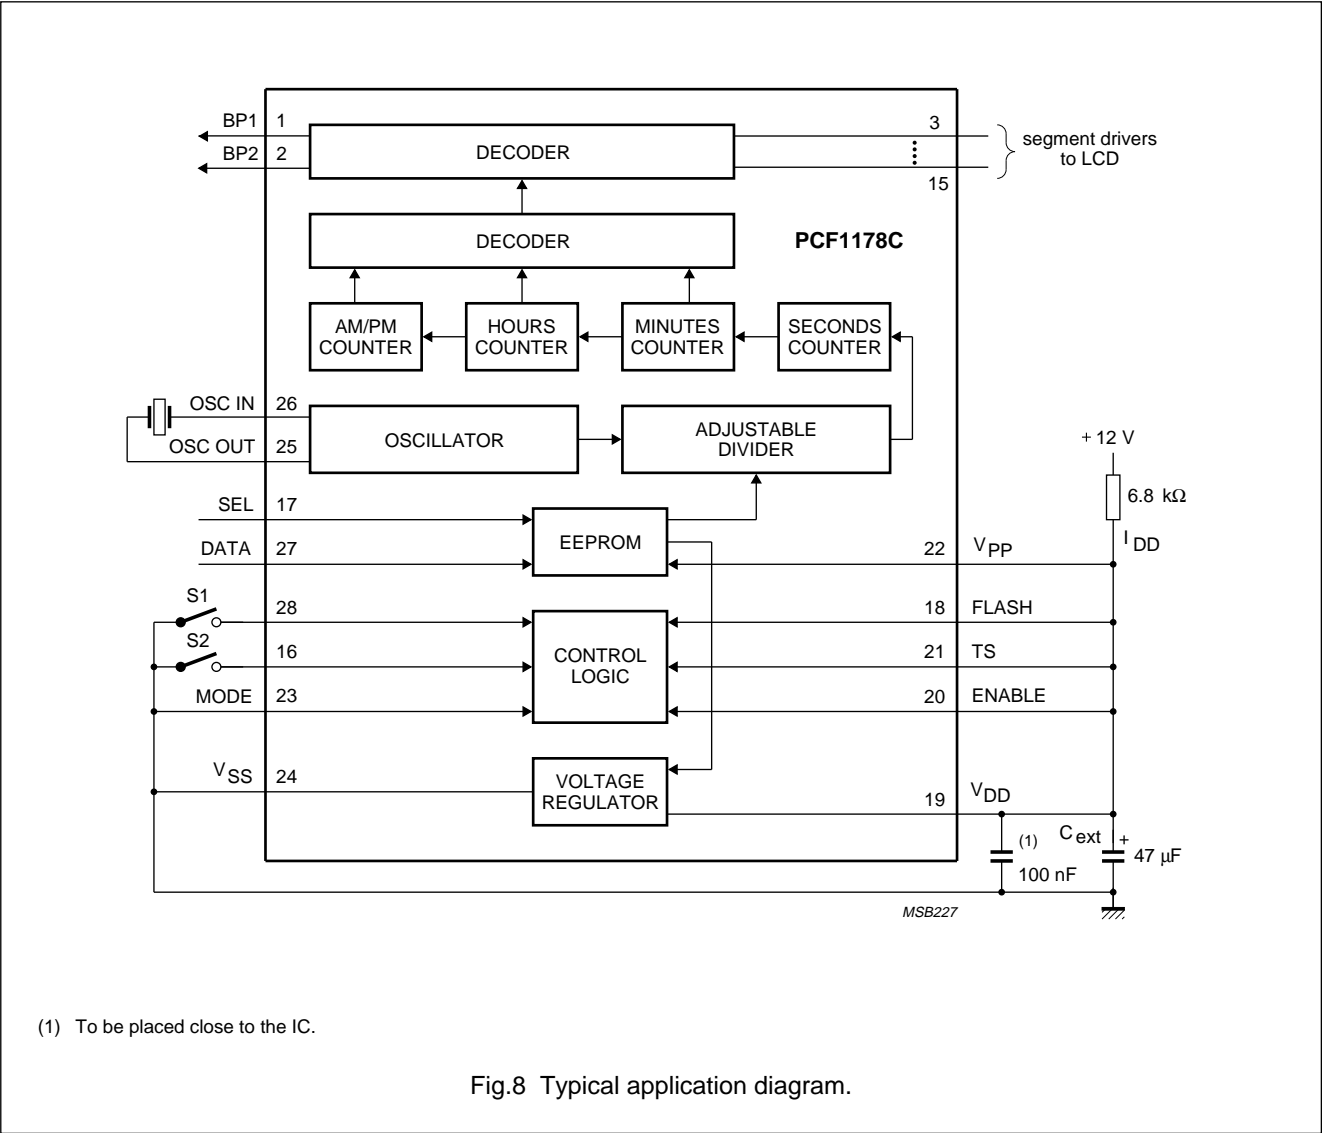 BP1 1
BP2 2
DECODER
3
15
segment drivers
to LCD
DECODER
PCF1178C
AM/PM
COUNTER
HOURS
COUNTER
MINUTES
COUNTER
SECONDS
COUNTER
OSC IN 26
OSC OUT 25
OSCILLATOR
ADJUSTABLE
DIVIDER
+ 12 V
6.8 kΩ
I DD
SEL 17
DATA 27
EEPROM
22 VPP
S1
28
S2
16
MODE 23
CONTROL
LOGIC
18 FLASH
21 TS
20 ENABLE
VSS 24
VOLTAGE
REGULATOR
19 VDD
(1)
100 nF
Cext +
47 µF
MSB227
(1) To be placed close to the IC.
Fig.8 Typical application diagram.